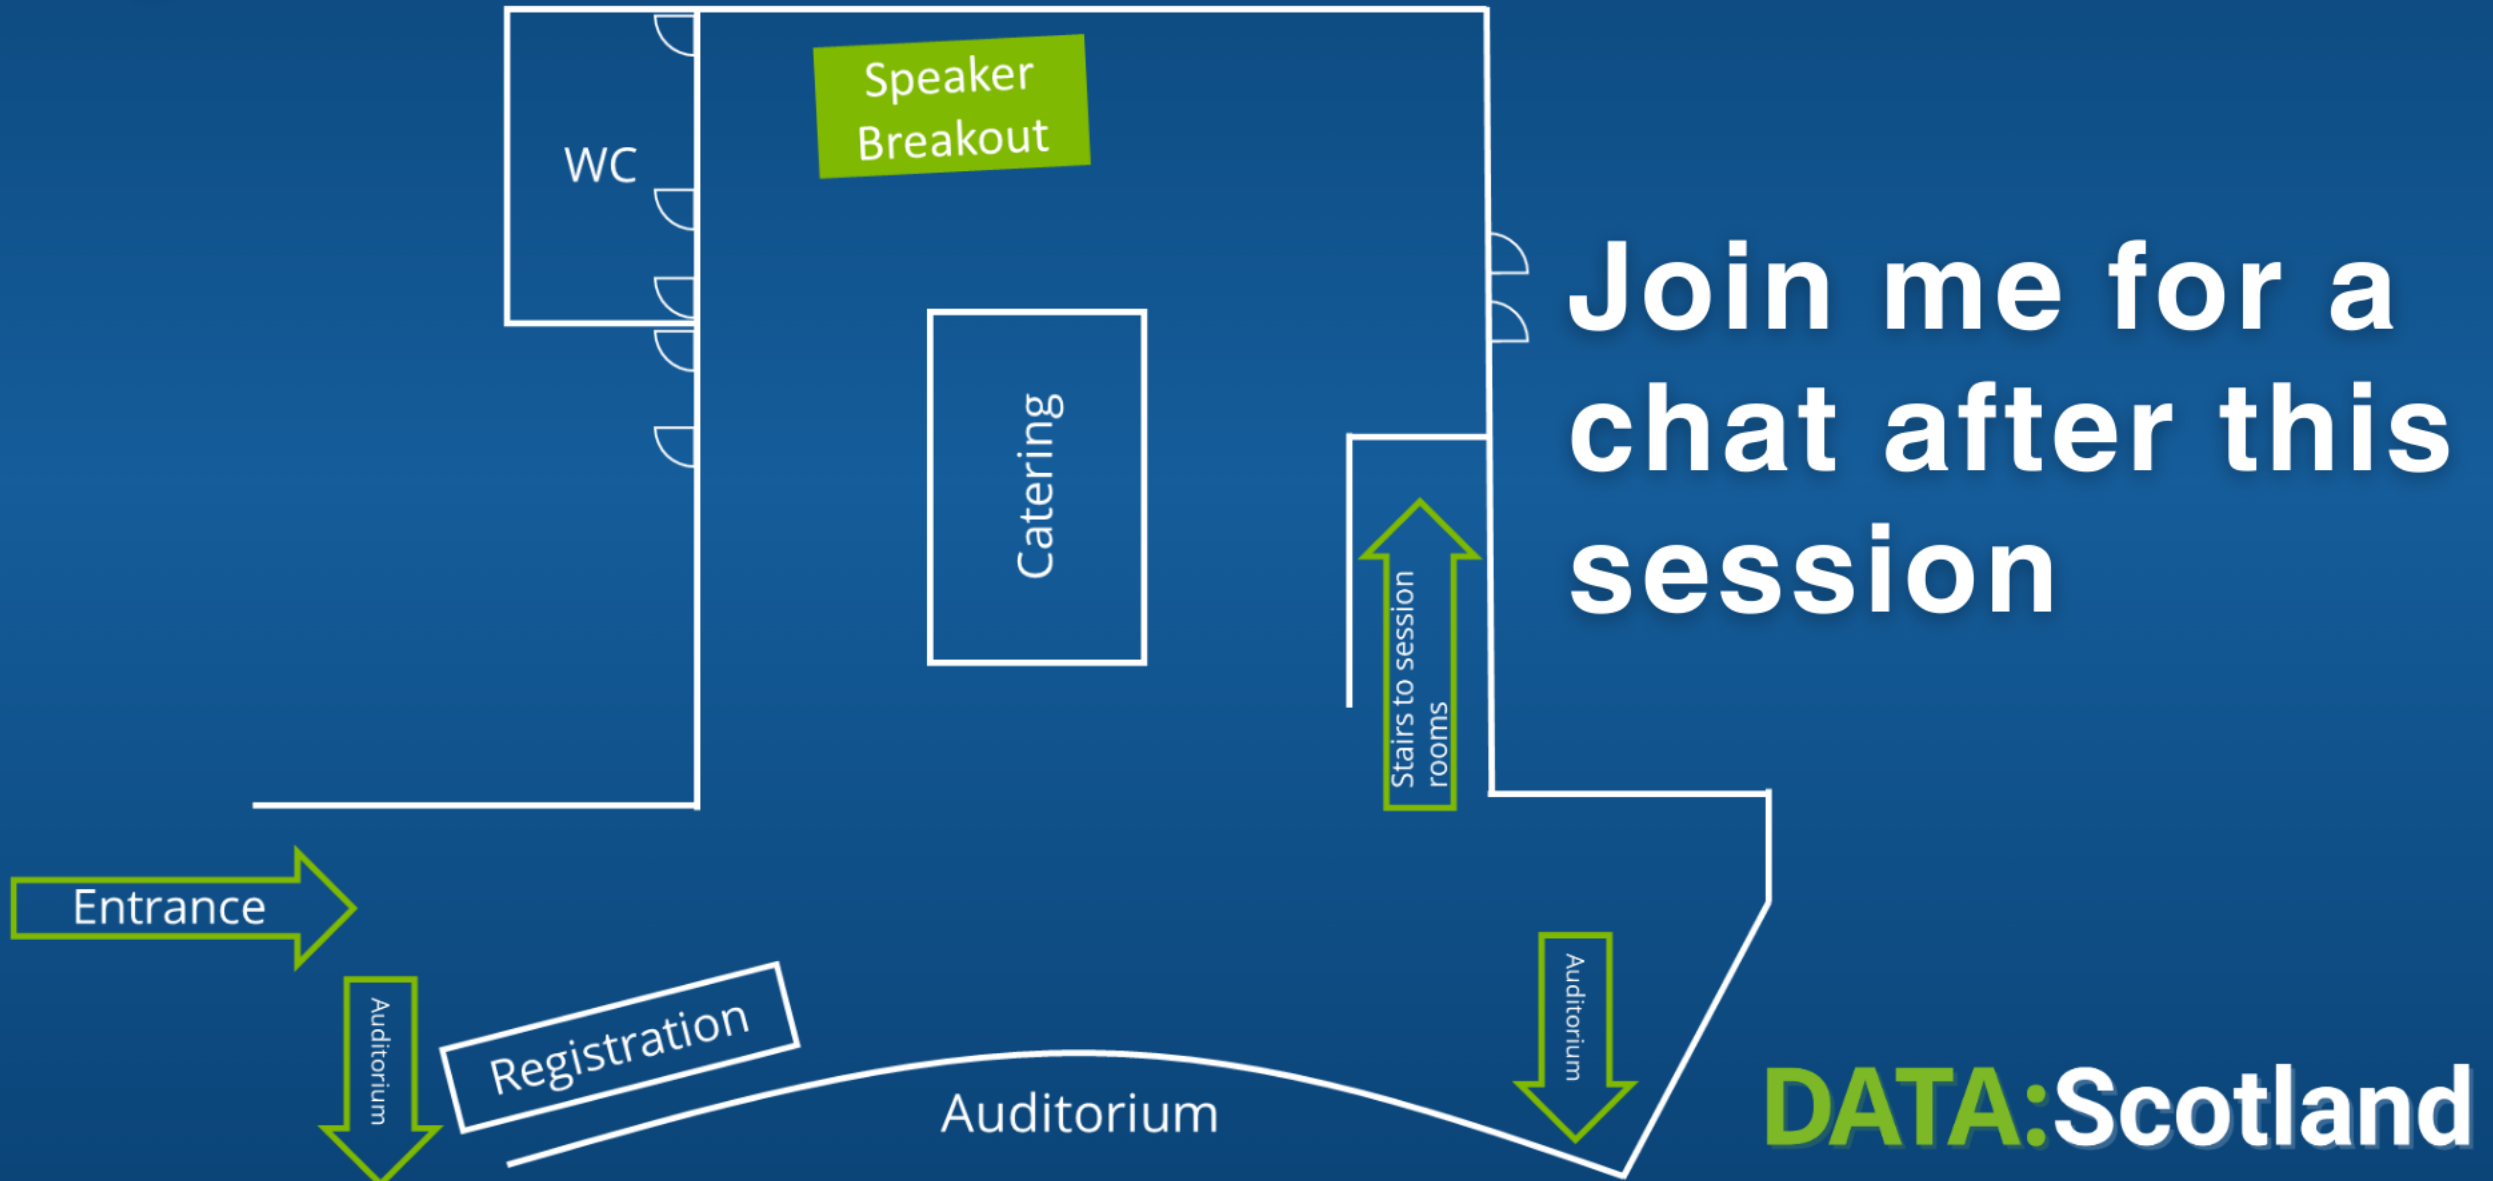 Speaker
Breakout
WC
Join me for a
chat after this
session
Catering
Stairs to session
rooms
Entrance
Auditorium
Registration
Auditorium
Auditorium
DATA:Scotland